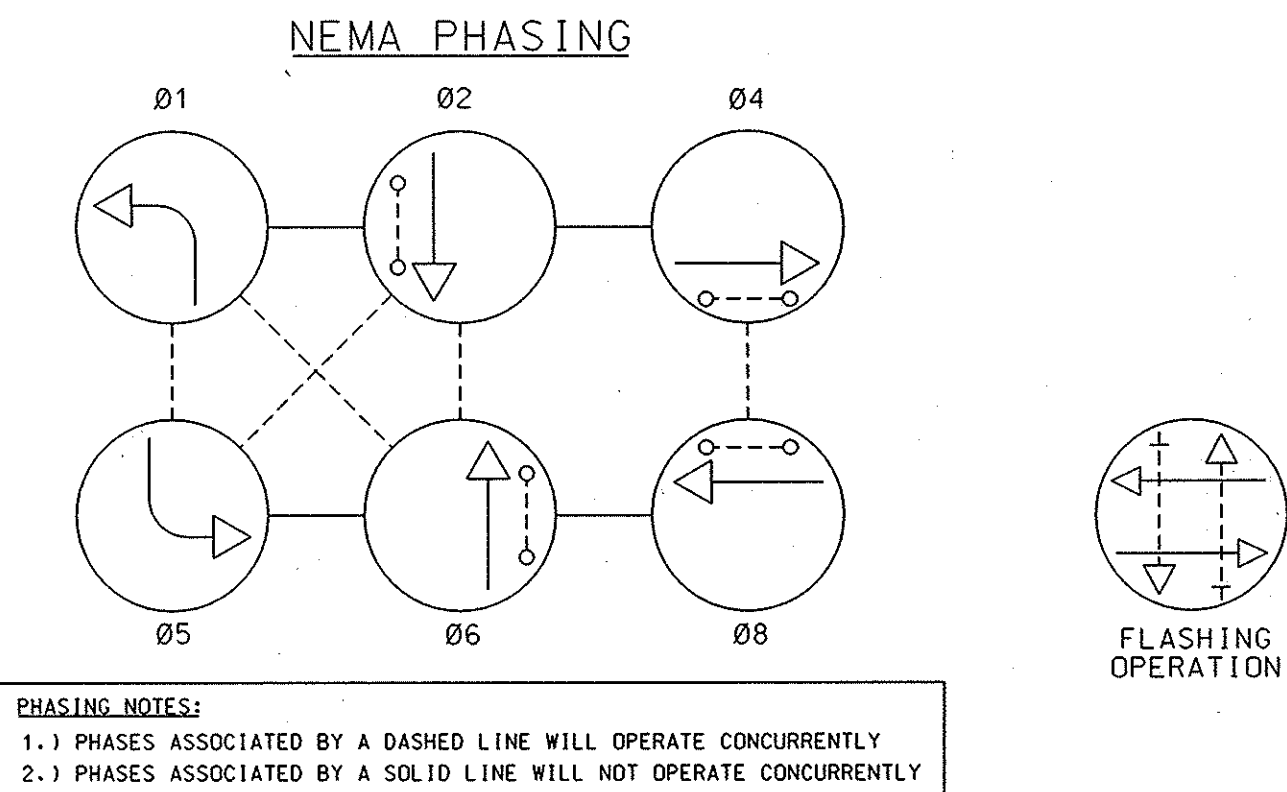 NEMA PHASING
Ø1 Ø2 Ø4
Ø5 Ø6 Ø8
FLASHING
OPERATION
PHASING NOTES:
1.) PHASES ASSOCIATED BY A DASHED LINE WILL OPERATE CONCURRENTLY
2.) PHASES ASSOCIATED BY A SOLID LINE WILL NOT OPERATE CONCURRENTLY